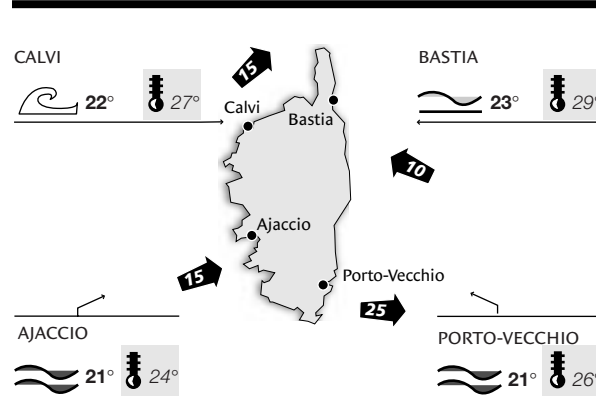 CALVI
22° 27°
15
BASTIA
23° 29°
Calvi
Bastia
10
Ajaccio
15
Porto-Vecchio
25
AJACCIO
21° 24°
PORTO-VECCHIO
21° 26°